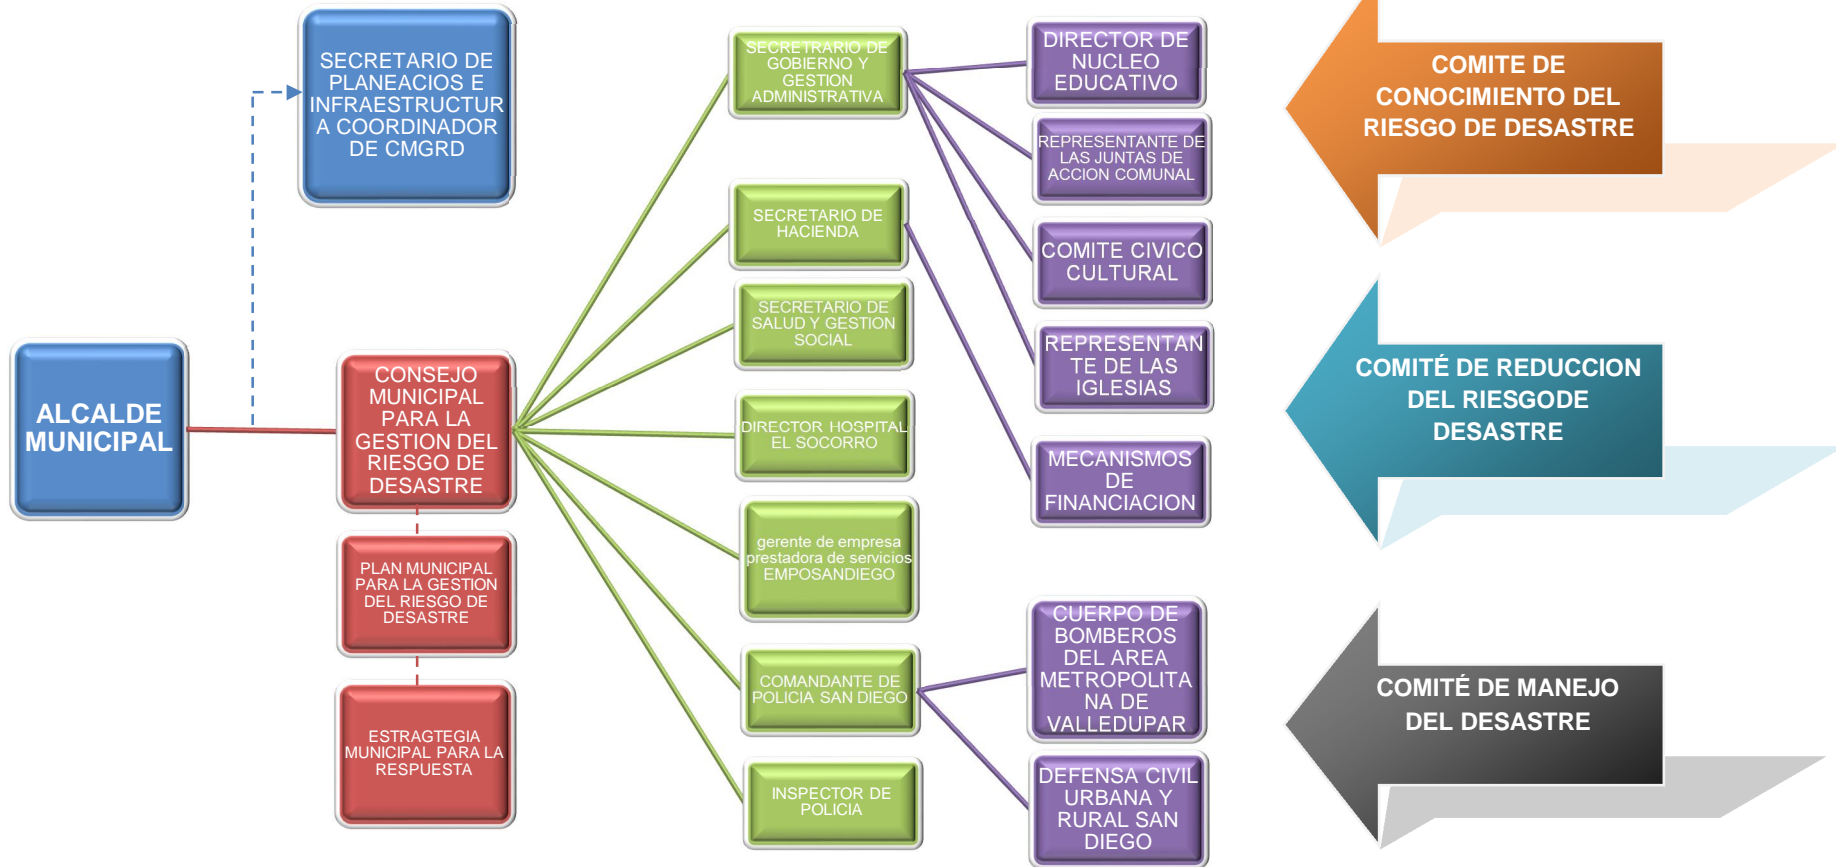 SECRETARIO DE
PLANEACIOS E
INFRAESTRUCTUR
A COORDINADOR
DE CMGRD
ALCALDE
MUNICIPAL
CONSEJO
MUNICIPAL
PARA LA
GESTION DEL
RIESGO DE
DESASTRE
PLAN MUNICIPAL
PARA LA GESTION
DEL RIESGO DE
DESASTRE
ESTRAGTEGIA
MUNICIPAL PARA LA
RESPUESTA
SECRETRARIO DE
GOBIERNO Y
GESTION
ADMINISTRATIVA
SECRETARIO DE
HACIENDA
SECRETARIO DE
SALUD Y GESTION
SOCIAL
DIRECTOR HOSPITAL
EL SOCORRO
gerente de empresa
prestadora de servicios
EMPOSANDIEGO
COMANDANTE DE
POLICIA SAN DIEGO
INSPECTOR DE
POLICIA
DIRECTOR DE
NUCLEO
EDUCATIVO
REPRESENTANTE DE
LAS JUNTAS DE
ACCION COMUNAL
COMITE CIVICO
CULTURAL
REPRESENTAN
TE DE LAS
IGLESIAS
MECANISMOS
DE
FINANCIACION
CUERPO DE
BOMBEROS
DEL AREA
METROPOLITA
NA DE
VALLEDUPAR
DEFENSA CIVIL
URBANA Y
RURAL SAN
DIEGO
COMITE DE
CONOCIMIENTO DEL
RIESGO DE DESASTRE
COMITÉ DE REDUCCION
DEL RIESGODE
DESASTRE
COMITÉ DE MANEJO
DEL DESASTRE